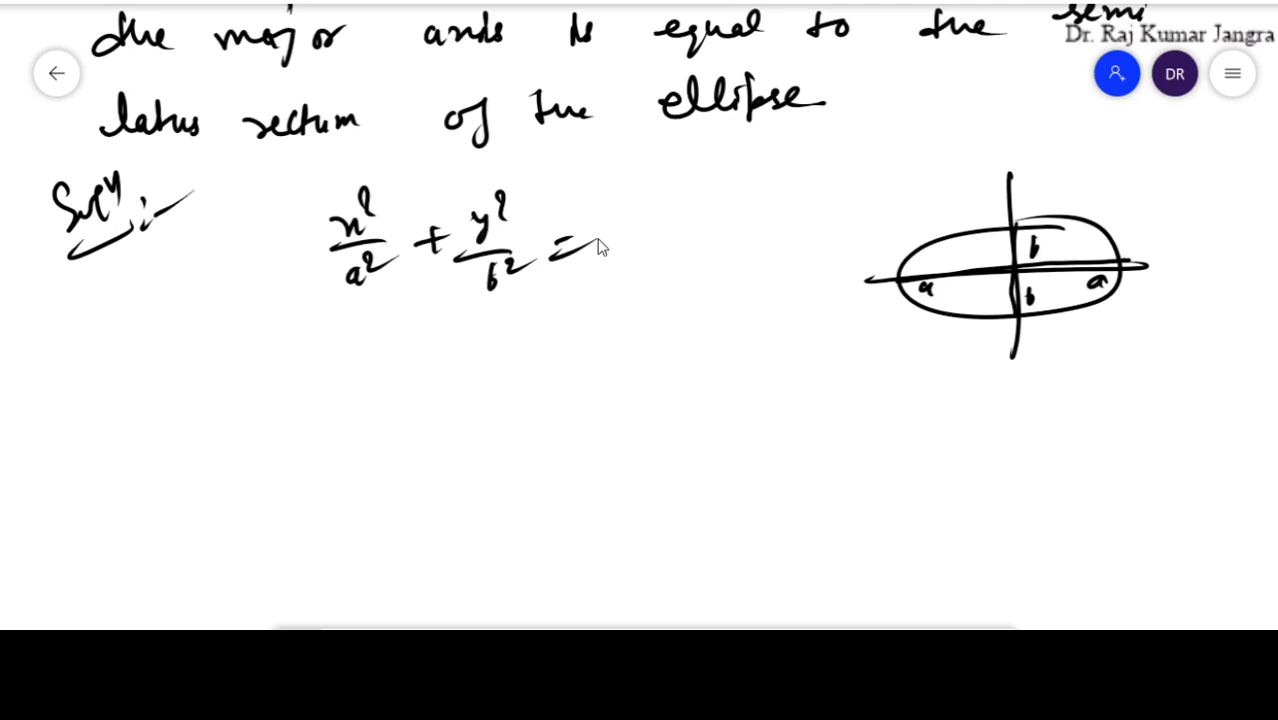 the major axis is equal to the semi
Dr. Raj Kumar Jangra
DR
latus rectum of the ellipse
Solⁿ :-
x²/a² + y²/b² =
b
a b a